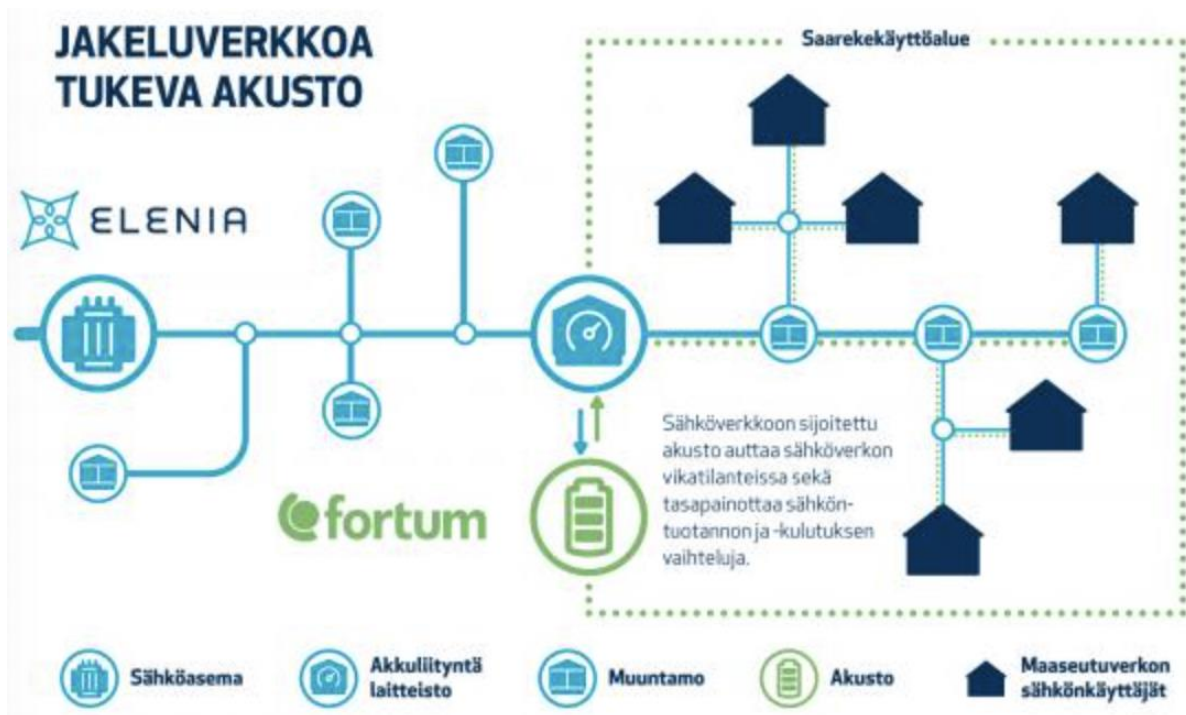 JAKELUVERKKOA
TUKEVA AKUSTO
Saarekekäyttöalue
ELENIA
Sähköverkkoon sijoitettu
akusto auttaa sähköverkon
vikatilanteissa sekä
tasapainottaa sähkön-
tuotannon ja -kulutuksen
vaihteluja.
fortum
Sähköasema
Akkuliityntä
laitteisto
Muuntamo
Akusto
Maaseutuverkon
sähkönkäyttäjät